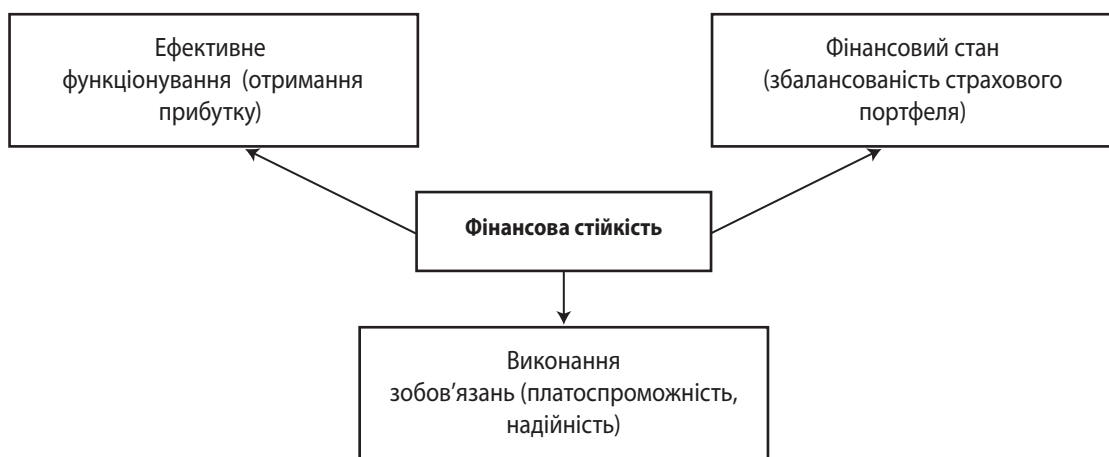 Ефективне
функціонування (отримання
прибутку)
Фінансовий стан
(збалансованість страхового
портфеля)
Фінансова стійкість
Виконання
зобов’язань (платоспроможність,
надійність)